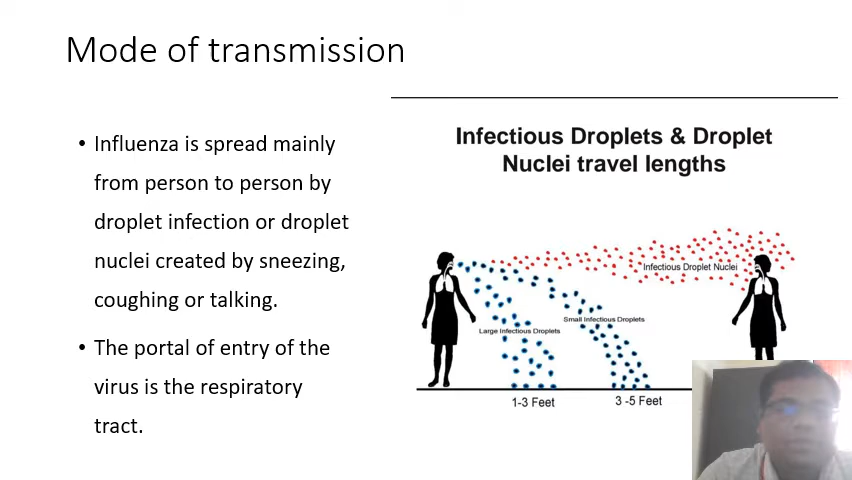 Mode of transmission
• Influenza is spread mainly
from person to person by
droplet infection or droplet
nuclei created by sneezing,
coughing or talking.
• The portal of entry of the
virus is the respiratory
tract.
Infectious Droplets & Droplet
Nuclei travel lengths
Infectious Droplet Nuclei
Small Infectious Droplets
Large Infectious Droplets
1-3 Feet
3 -5 Feet